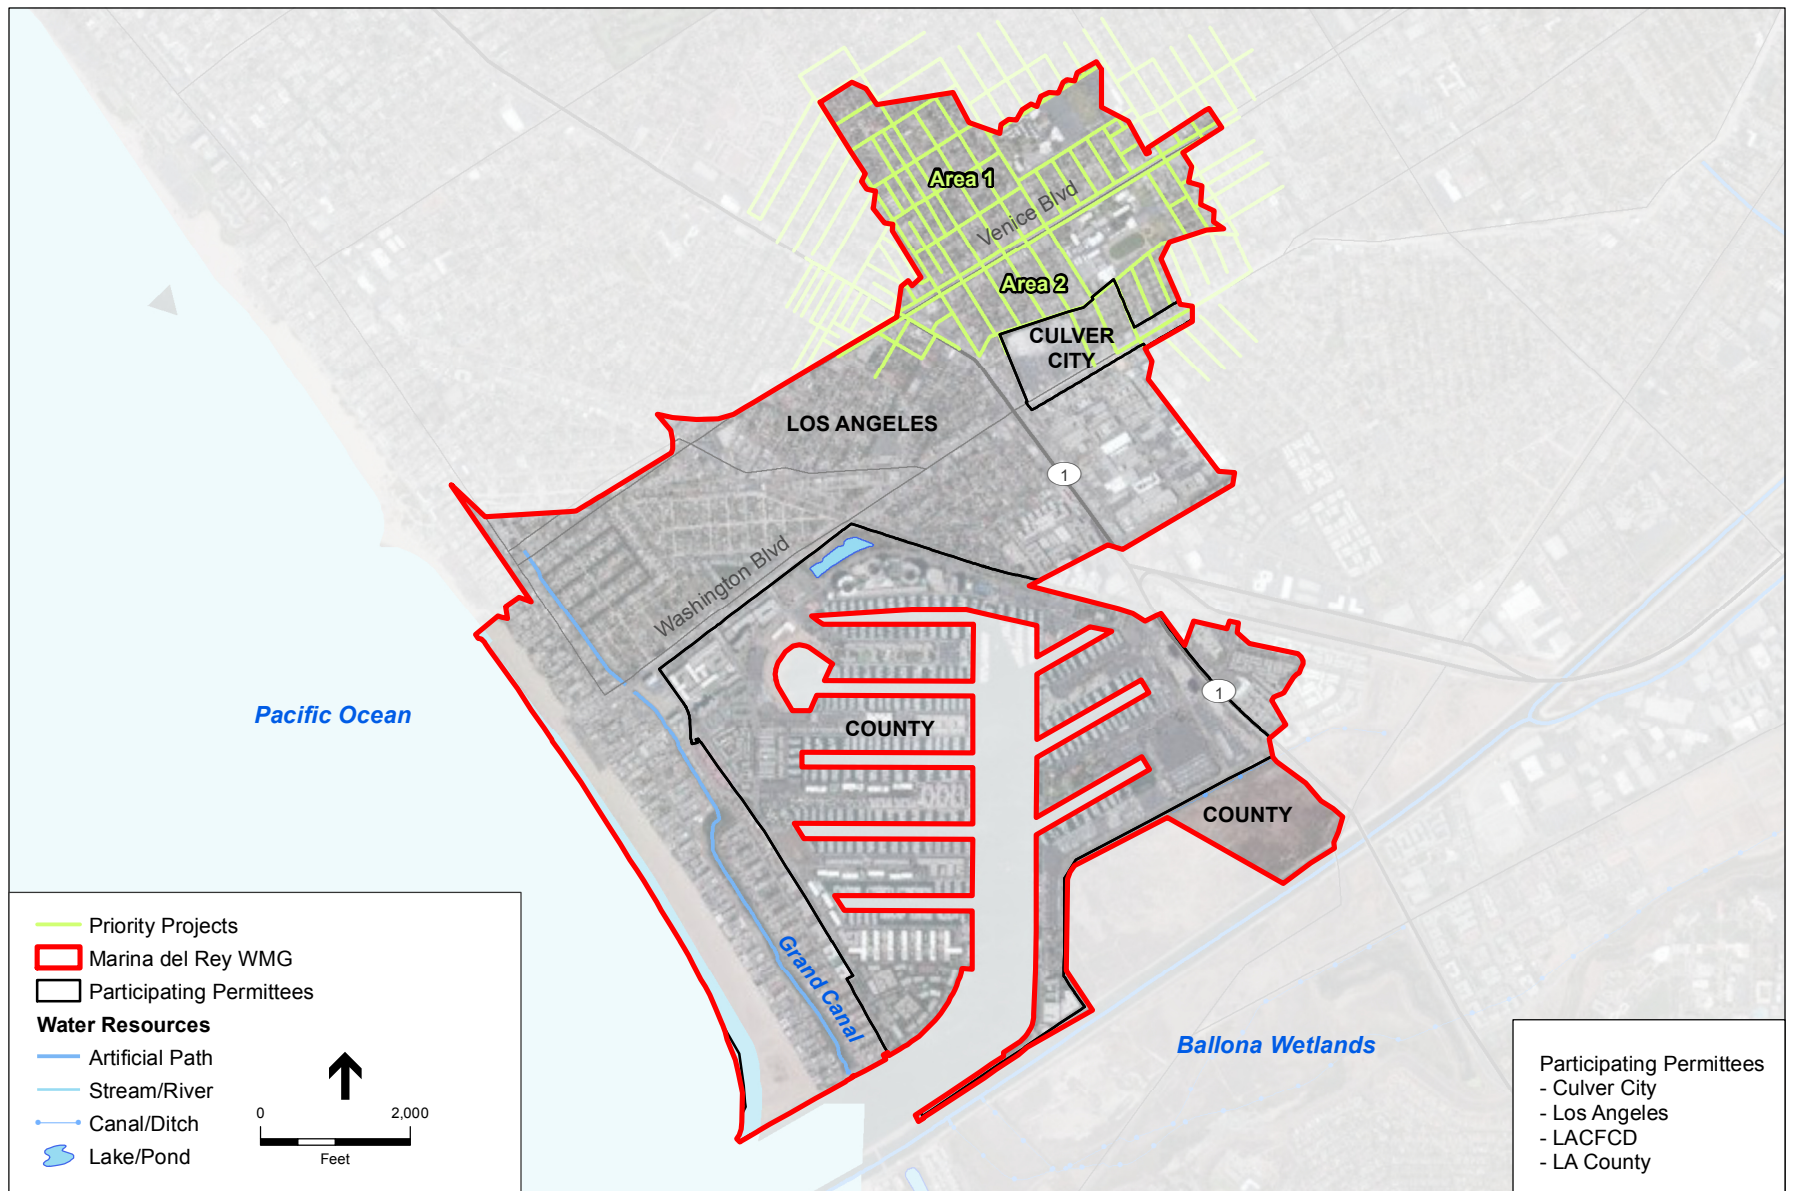 Area 1
Venice Blvd
Area 2
CULVER
CITY
LOS ANGELES
1
Washington Blvd
1
Pacific Ocean
COUNTY
COUNTY
Grand Canal
Ballona Wetlands
Priority Projects
Marina del Rey WMG
Participating Permittees
Water Resources
Artificial Path
Stream/River
Canal/Ditch
Lake/Pond
0 2,000
Feet
Participating Permittees
- Culver City
- Los Angeles
- LACFCD
- LA County